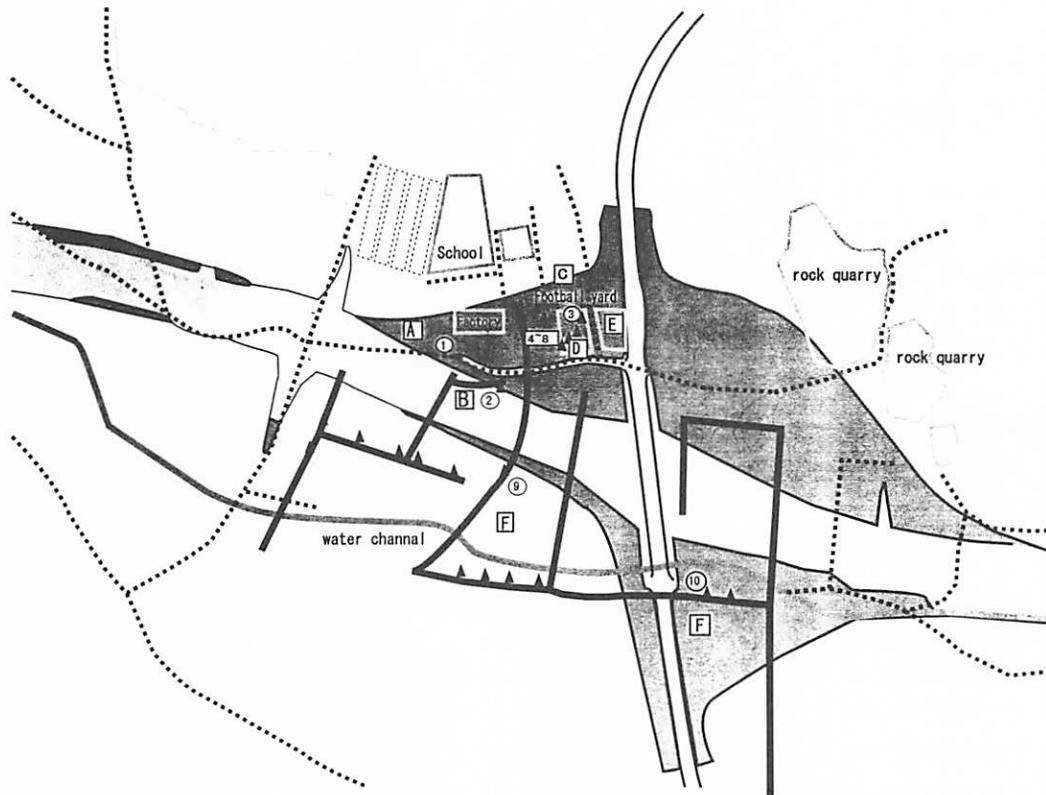 School
rock quarry
C
Football yard
A
Factory
③
E
①
4~8
D
rock quarry
B
②
⑨
F
water channal
⑩
F